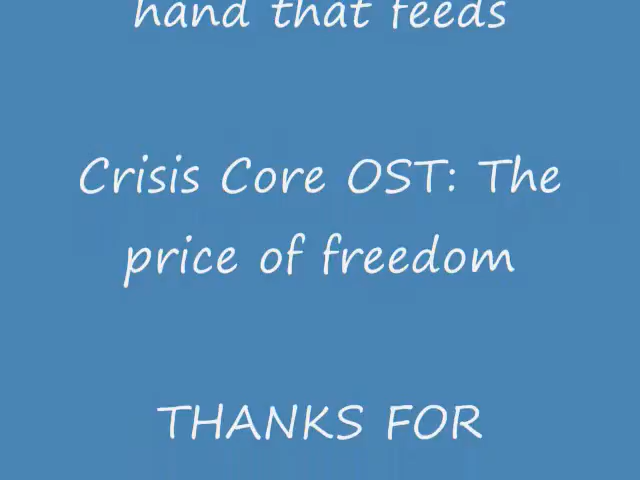 hand that feeds
Crisis Core OST: The
price of freedom
THANKS FOR